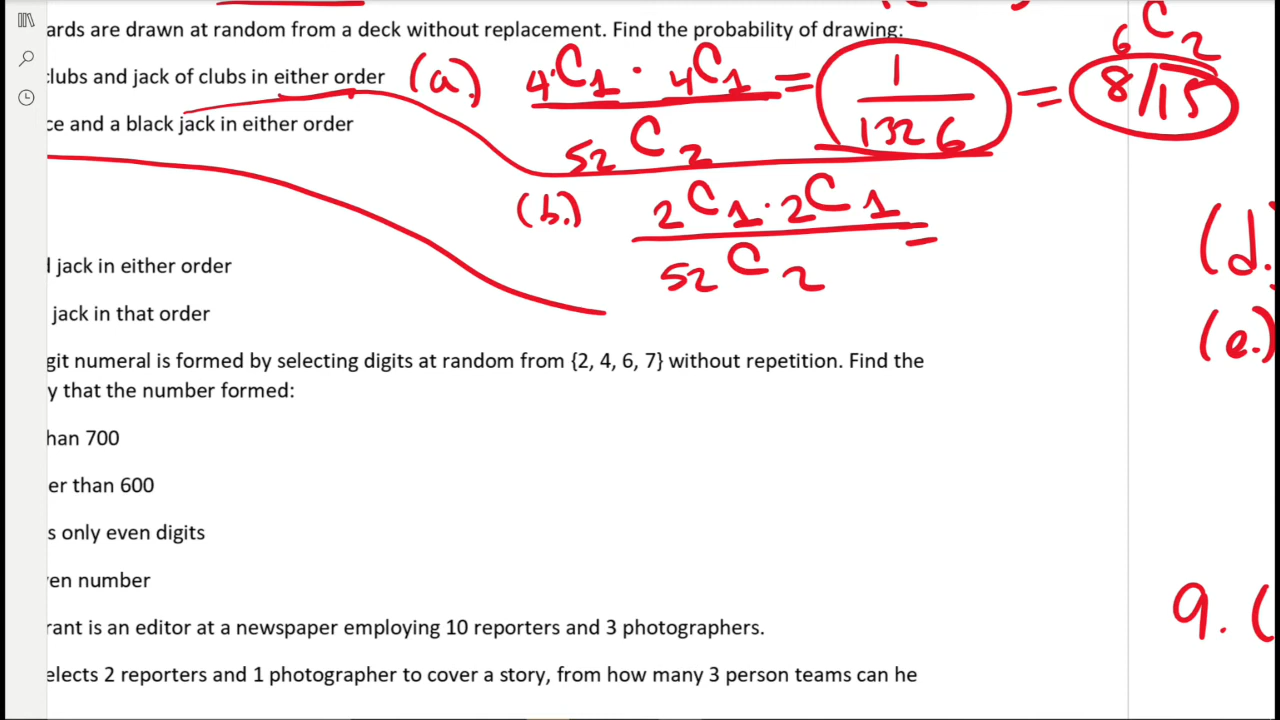 ards are drawn at random from a deck without replacement. Find the probability of drawing:
6C2
clubs and jack of clubs in either order
(a.) 4C1 · 4C1 / 52C2 = 1/1326 = 8/15
ce and a black jack in either order
(b.) 2C1 · 2C1 / 52C2 =
jack in either order
(d.
jack in that order
(e.)
git numeral is formed by selecting digits at random from {2, 4, 6, 7} without repetition. Find the
y that the number formed:
han 700
er than 600
s only even digits
en number
rant is an editor at a newspaper employing 10 reporters and 3 photographers.
9. (
elects 2 reporters and 1 photographer to cover a story, from how many 3 person teams can he